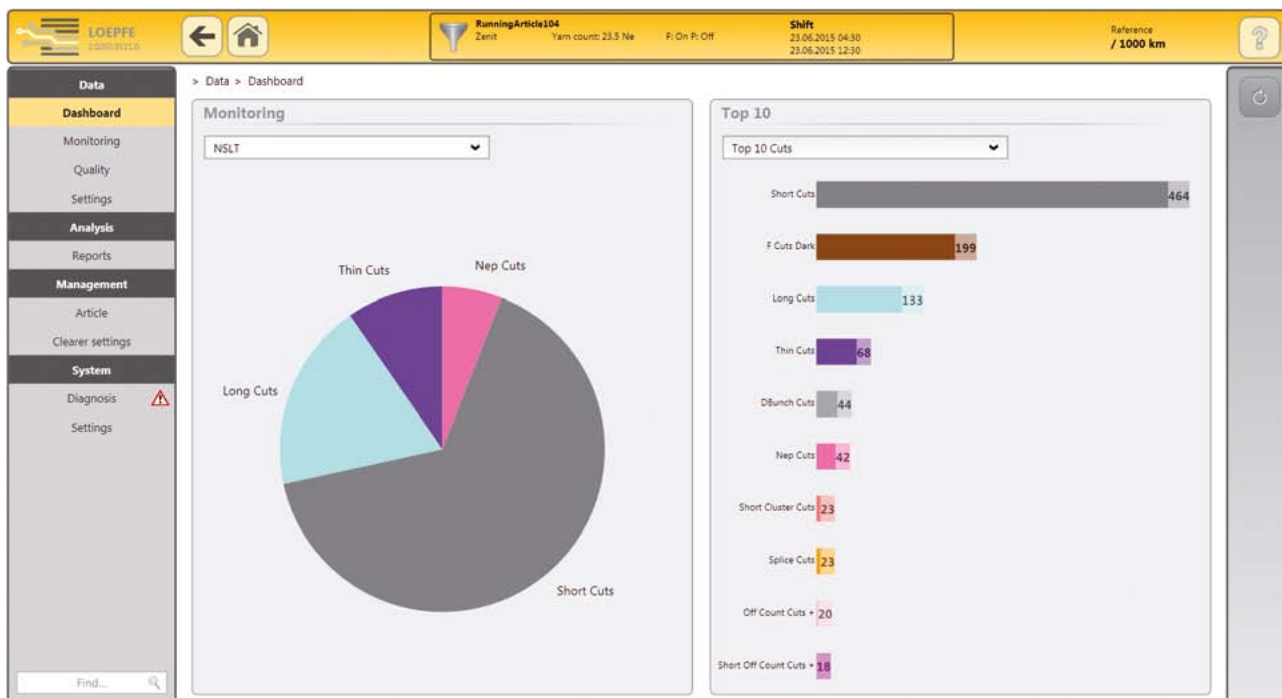 LOEPFE
RunningArticle104
Zenit Yarn count: 23.5 Ne F: On P: Off
Shift
23.06.2015 04:30
23.06.2015 12:30
Reference
/ 1000 km
?
Data
Dashboard
Monitoring
Quality
Settings
Analysis
Reports
Management
Article
Clearer settings
System
Diagnosis
Settings
Find...
> Data > Dashboard
Monitoring
NSLT
Thin Cuts
Nep Cuts
Long Cuts
Short Cuts
Top 10
Top 10 Cuts
Short Cuts 464
F Cuts Dark 199
Long Cuts 133
Thin Cuts 68
DBunch Cuts 44
Nep Cuts 42
Short Cluster Cuts 23
Splice Cuts 23
Off Count Cuts + 20
Short Off Count Cuts + 18